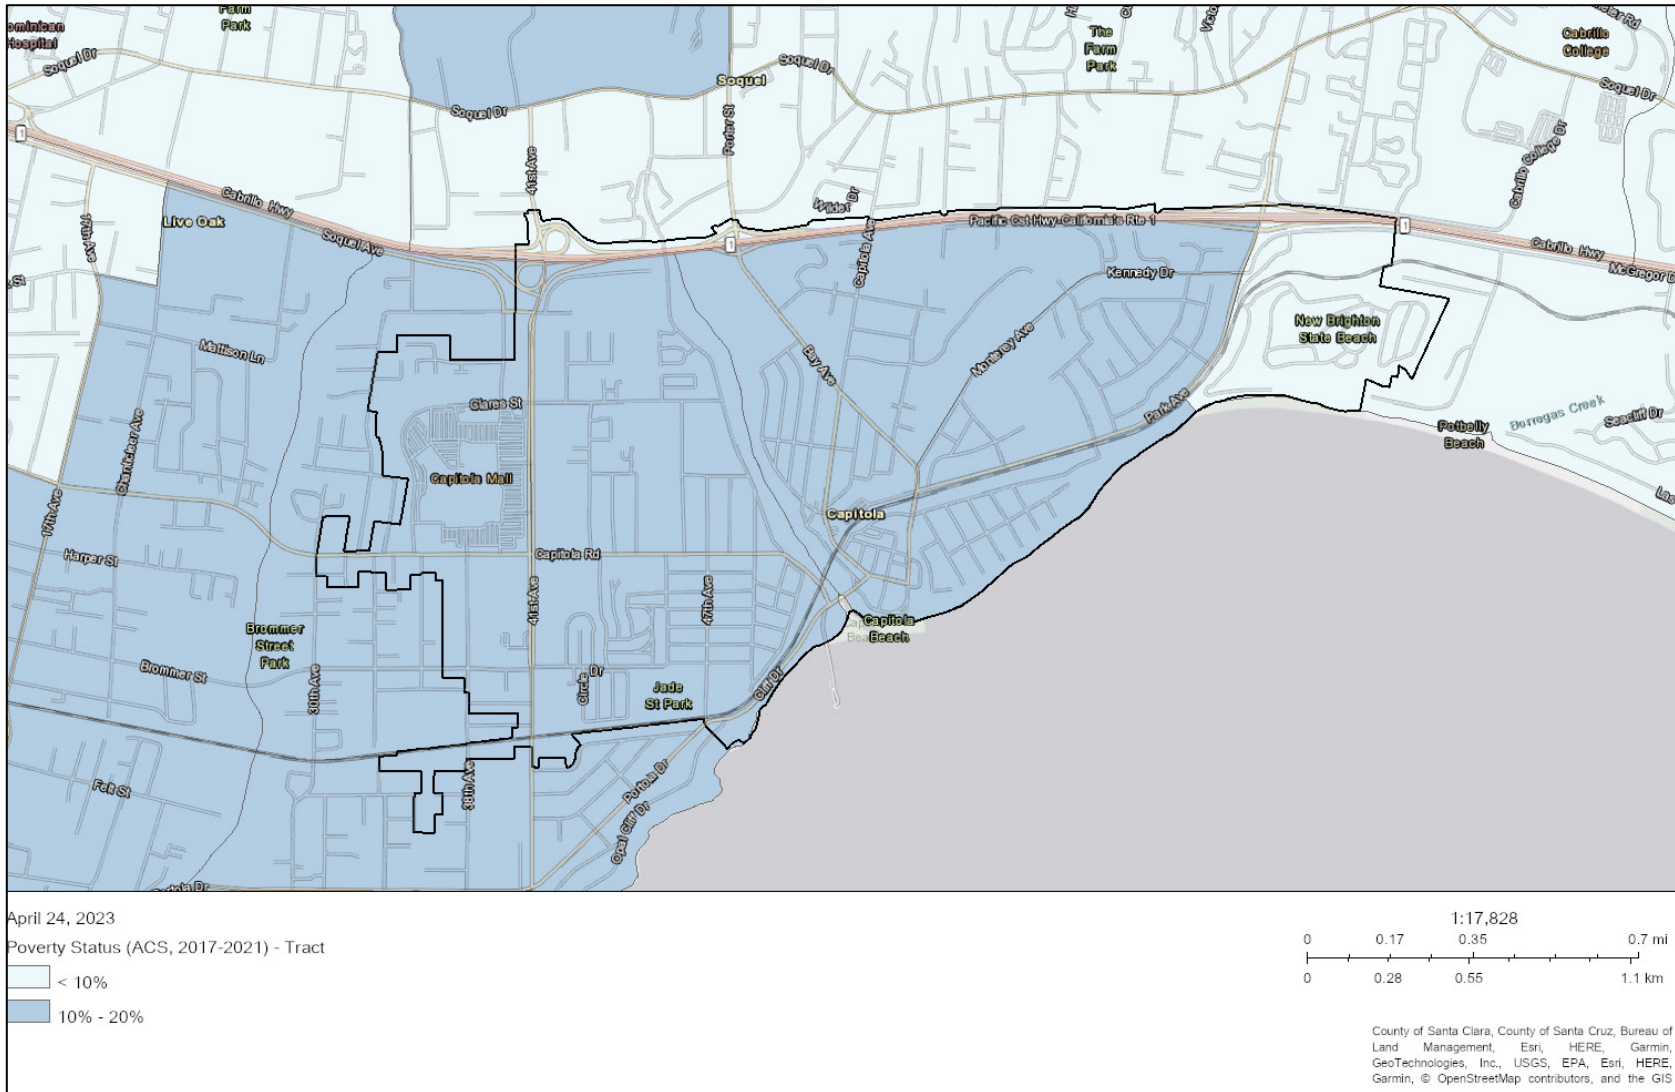 Farm
Park
ominican
Hospital
Soquel Dr
Soquel Dr
Soquel
Soquel Dr
Porter St
41st Ave
The
Farm
Park
Cabrillo
College
Soquel Dr
Cabrillo College Dr
Cabrillo Hwy
Live Oak
Soquel Ave
17th Ave
Wilder Dr
Capitola Ave
Pacific Cst Hwy-California's Rte 1
1
1
1
Cabrillo Hwy
McGregor D
Kennedy Dr
New Brighton
State Beach
Mattison Ln
Bay Ave
Monterey Ave
Park Ave
Clares St
Chanticleer Ave
Capitola Mall
Borregas Creek
Seacliff Dr
Potbelly
Beach
17th Ave
Capitola
Harper St
Capitola Rd
41st Ave
47th Ave
Capitola
Beach
Brommer
Street
Park
Brommer St
30th Ave
Circle Dr
Jade
St Park
Cliff Dr
Felt St
38th Ave
Portola Dr
Opal Cliff Dr
April 24, 2023
Poverty Status (ACS, 2017-2021) - Tract
< 10%
10% - 20%
1:17,828
0 0.17 0.35 0.7 mi
0 0.28 0.55 1.1 km
County of Santa Clara, County of Santa Cruz, Bureau of
Land Management, Esri, HERE, Garmin,
GeoTechnologies, Inc., USGS, EPA, Esri, HERE,
Garmin, © OpenStreetMap contributors, and the GIS